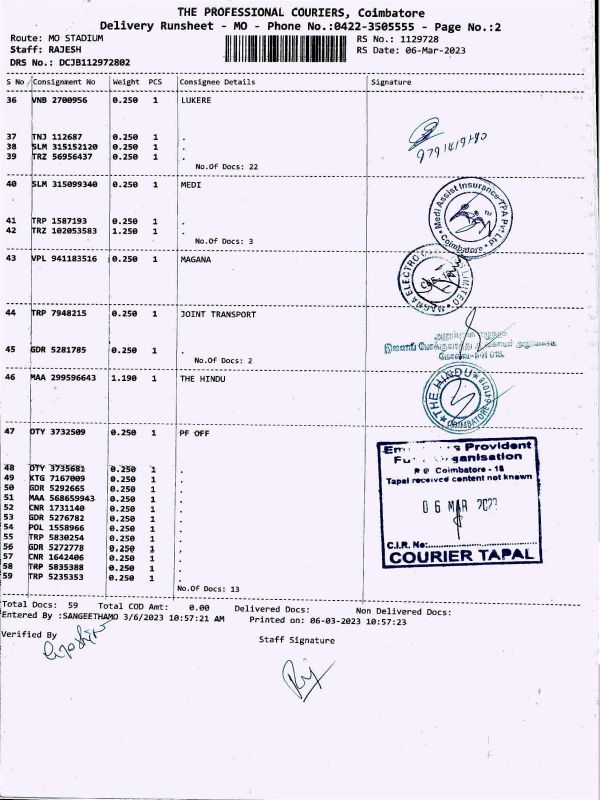 THE PROFESSIONAL COURIERS, Coimbatore
Delivery Runsheet - MO - Phone No.:0422-3505555 - Page No.:2
Route: MO STADIUM RS No.: 1129728
Staff: RAJESH RS Date: 06-Mar-2023
DRS No.: DCJB112972802
S No Consignment No Weight PCS Consignee Details Signature
36 VNB 2700956 0.250 1 LUKERE
37 TNJ 112687 0.250 1 .
38 SLM 315152120 0.250 1 .
39 TRZ 56956437 0.250 1 .
No.Of Docs: 22
40 SLM 315099340 0.250 1 MEDI
Medi Assist Insurance TPA Pvt Ltd
Coimbatore
41 TRP 1587193 0.250 1 .
42 TRZ 102053583 1.250 1 .
No.Of Docs: 3
43 VPL 941183516 0.250 1 MAGANA
44 TRP 7948215 0.250 1 JOINT TRANSPORT
45 GDR 5281785 0.250 1 .
No.Of Docs: 2
46 MAA 299596643 1.190 1 THE HINDU
THE HINDU
COIMBATORE
47 OTY 3732509 0.250 1 PF OFF
Provident
Coimbatore - 18
Tapal received content not known
06 MAR 2023
C.I.R. No:
COURIER TAPAL
48 OTY 3735681 0.250 1 .
49 KTG 7167009 0.250 1 .
50 GDR 5292665 0.250 1 .
51 MAA 568659943 0.250 1 .
52 CNR 1731140 0.250 1 .
53 GDR 5276782 0.250 1 .
54 POL 1558966 0.250 1 .
55 TRP 5830254 0.250 1 .
56 GDR 5272778 0.250 1 .
57 CNR 1642406 0.250 1 .
58 TRP 5835388 0.250 1 .
59 TRP 5235353 0.250 1 .
No.Of Docs: 13
Total Docs: 59 Total COD Amt: 0.00 Delivered Docs: Non Delivered Docs:
Entered By :SANGEETHAMO 3/6/2023 10:57:21 AM Printed on: 06-03-2023 10:57:23
Verified By
Staff Signature